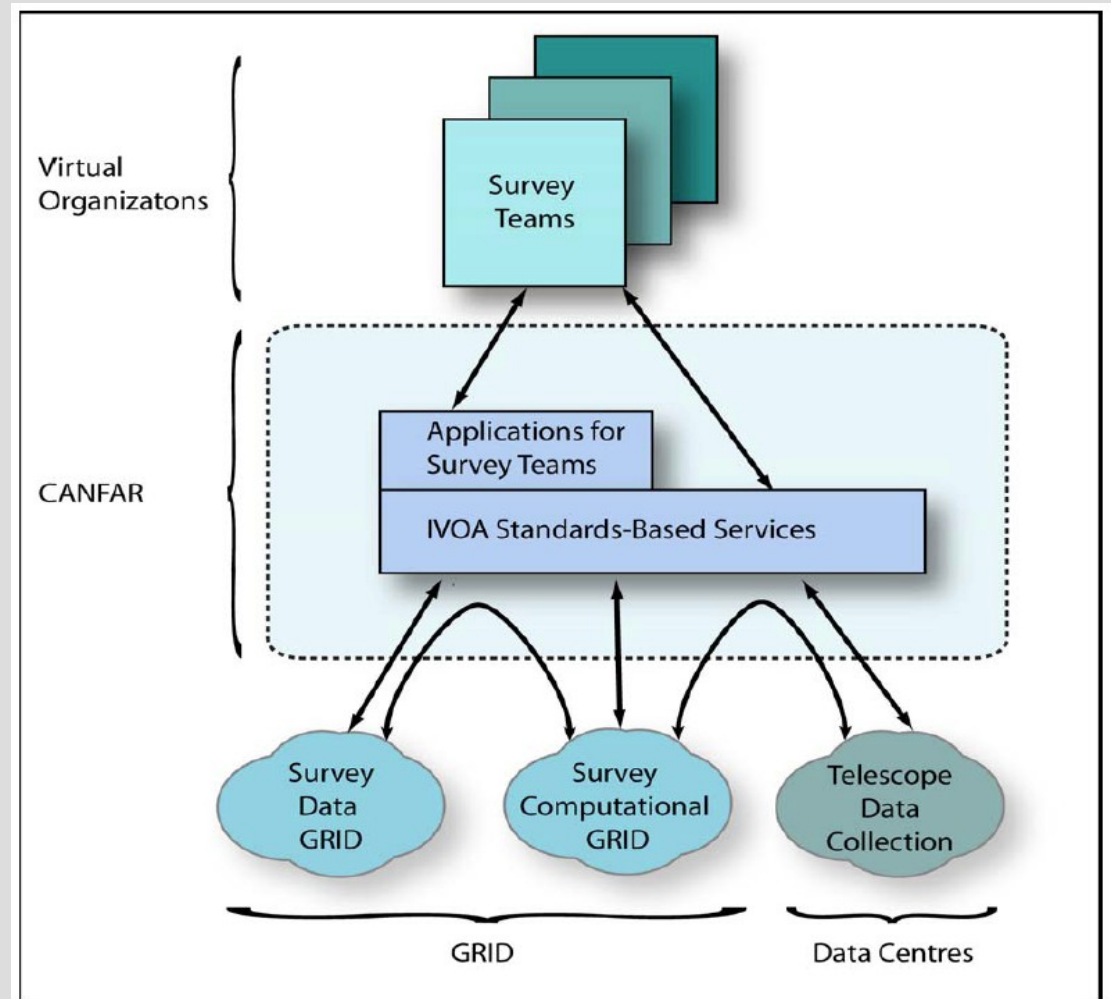 Virtual
Organizatons
Survey
Teams
CANFAR
Applications for
Survey Teams
IVOA Standards-Based Services
Survey
Data
GRID
Survey
Computational
GRID
Telescope
Data
Collection
GRID
Data Centres